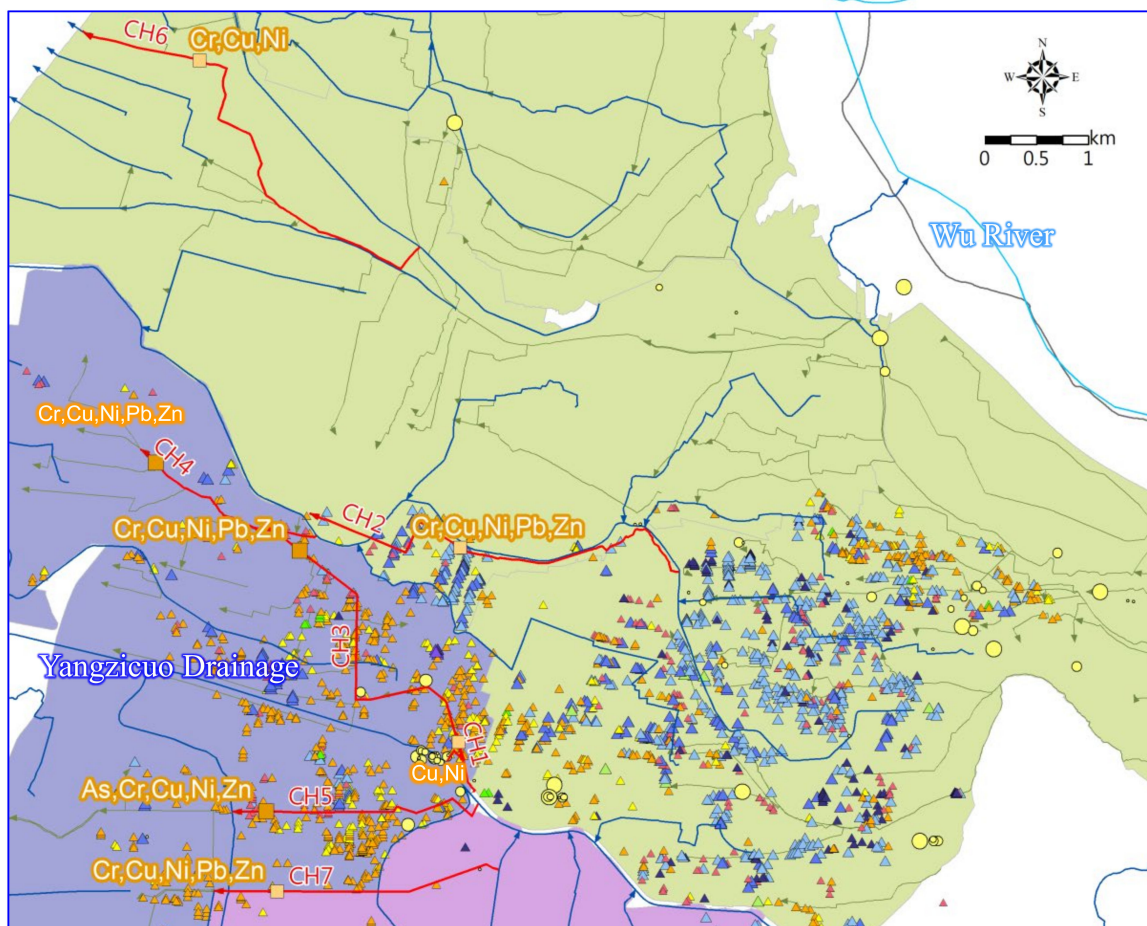 CH6
Cr,Cu,Ni
N
W
E
S
km
0
0.5
1
Wu River
Cr,Cu,Ni,Pb,Zn
CH4
CH2
Cr,Cu,Ni,Pb,Zn
Cr,Cu,Ni,Pb,Zn
CH3
Yangzicuo Drainage
CH1
Cu,Ni
As,Cr,Cu,Ni,Zn
CH5
Cr,Cu,Ni,Pb,Zn
CH7